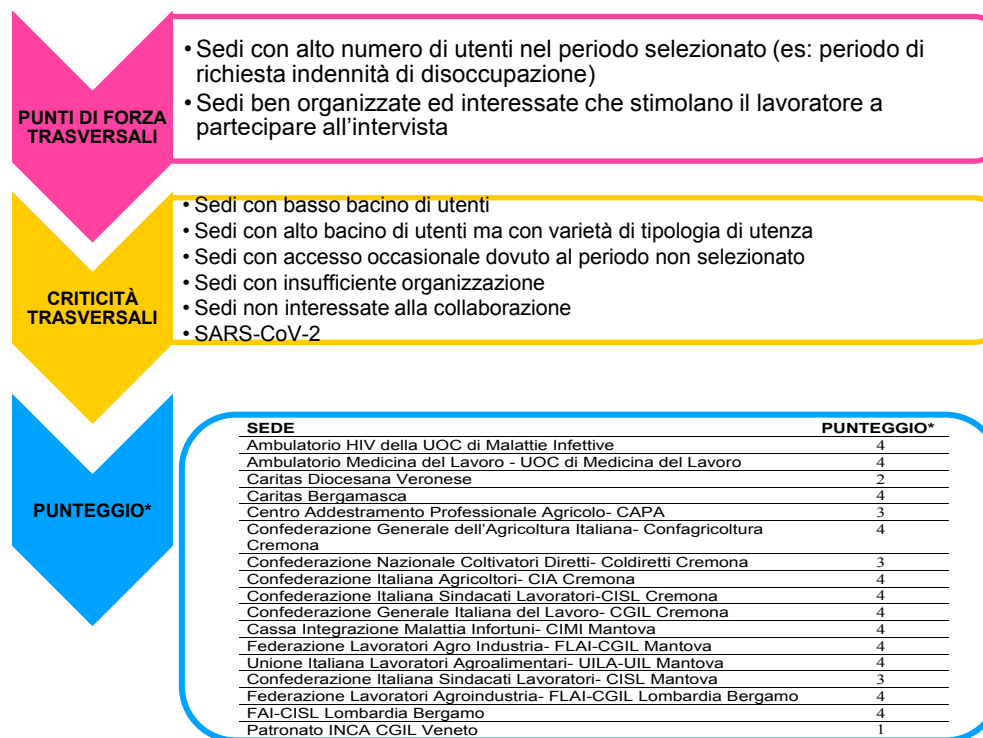 PUNTI DI FORZA
TRASVERSALI
• Sedi con alto numero di utenti nel periodo selezionato (es: periodo di
richiesta indennità di disoccupazione)
• Sedi ben organizzate ed interessate che stimolano il lavoratore a
partecipare all'intervista
CRITICITÀ
TRASVERSALI
• Sedi con basso bacino di utenti
• Sedi con alto bacino di utenti ma con varietà di tipologia di utenza
• Sedi con accesso occasionale dovuto al periodo non selezionato
• Sedi con insufficiente organizzazione
• Sedi non interessate alla collaborazione
• SARS-CoV-2
PUNTEGGIO*
SEDE PUNTEGGIO*
Ambulatorio HIV della UOC di Malattie Infettive 4
Ambulatorio Medicina del Lavoro - UOC di Medicina del Lavoro 4
Caritas Diocesana Veronese 2
Caritas Bergamasca 4
Centro Addestramento Professionale Agricolo- CAPA 3
Confederazione Generale dell'Agricoltura Italiana- Confagricoltura 4
Cremona
Confederazione Nazionale Coltivatori Diretti- Coldiretti Cremona 3
Confederazione Italiana Agricoltori- CIA Cremona 4
Confederazione Italiana Sindacati Lavoratori-CISL Cremona 4
Confederazione Generale Italiana del Lavoro- CGIL Cremona 4
Cassa Integrazione Malattia Infortuni- CIMI Mantova 4
Federazione Lavoratori Agro Industria- FLAI-CGIL Mantova 4
Unione Italiana Lavoratori Agroalimentari- UILA-UIL Mantova 4
Confederazione Italiana Sindacati Lavoratori- CISL Mantova 3
Federazione Lavoratori Agroindustria- FLAI-CGIL Lombardia Bergamo 4
FAI-CISL Lombardia Bergamo 4
Patronato INCA CGIL Veneto 1